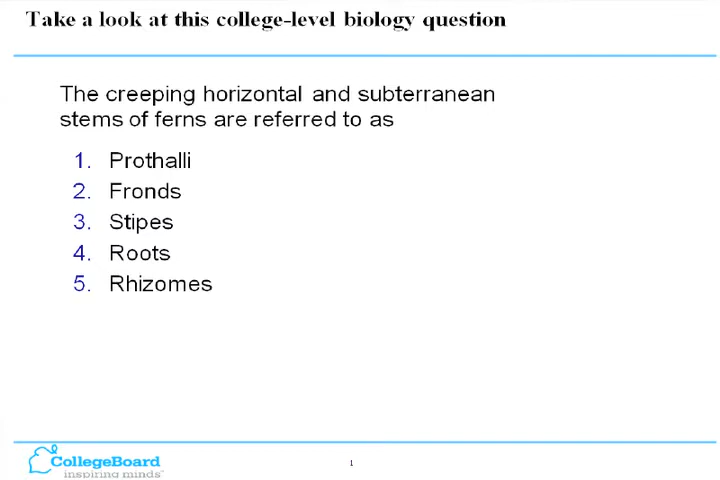 Take a look at this college-level biology question
The creeping horizontal and subterranean
stems of ferns are referred to as
1. Prothalli
2. Fronds
3. Stipes
4. Roots
5. Rhizomes
CollegeBoard
inspiring minds™
1